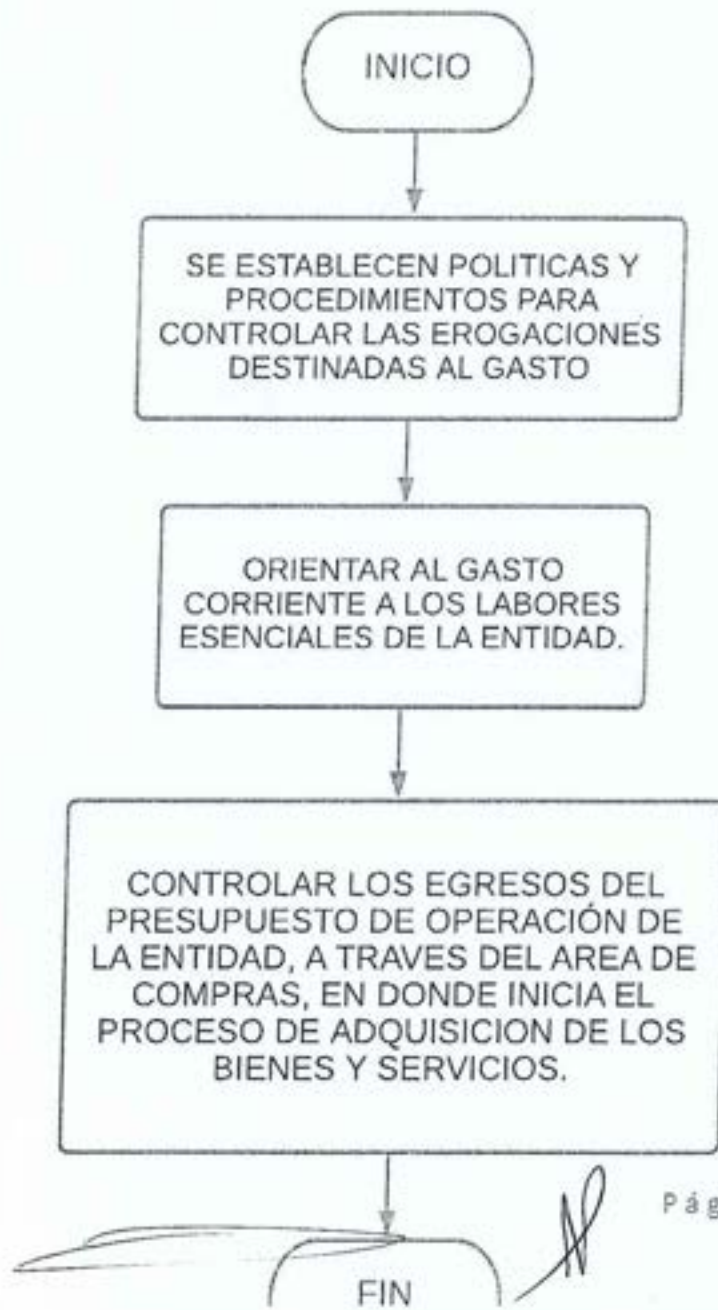 INICIO
SE ESTABLECEN POLITICAS Y
PROCEDIMIENTOS PARA
CONTROLAR LAS EROGACIONES
DESTINADAS AL GASTO
ORIENTAR AL GASTO
CORRIENTE A LOS LABORES
ESENCIALES DE LA ENTIDAD.
CONTROLAR LOS EGRESOS DEL
PRESUPUESTO DE OPERACIÓN DE
LA ENTIDAD, A TRAVES DEL AREA DE
COMPRAS, EN DONDE INICIA EL
PROCESO DE ADQUISICION DE LOS
BIENES Y SERVICIOS.
Pág
FIN